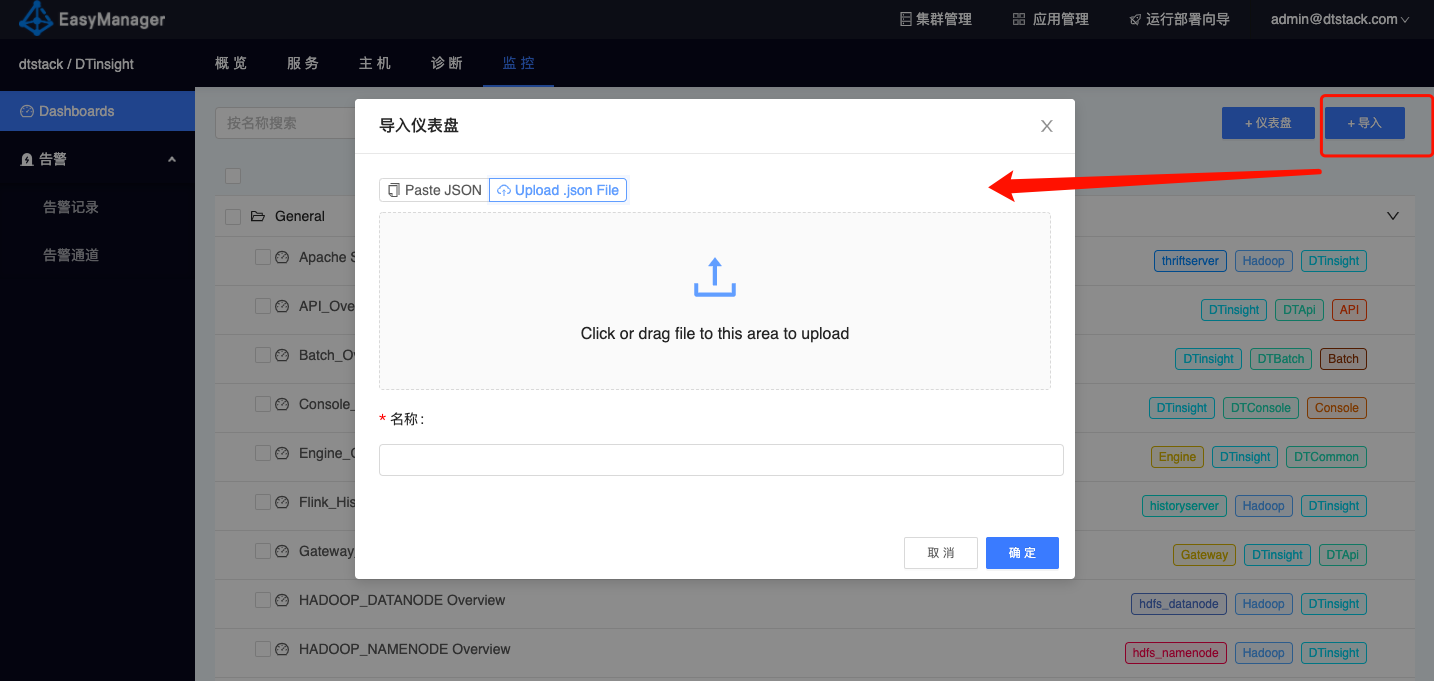 EasyManager
集群管理 应用管理 运行部署向导 admin@dtstack.com
dtstack / DTinsight 概览 服务 主机 诊断 监控
Dashboards
告警
告警记录
告警通道
按名称搜索
+ 仪表盘 + 导入
导入仪表盘
Paste JSON Upload .json File
Click or drag file to this area to upload
* 名称:
取消 确定
General
Apache thriftserver Hadoop DTinsight
API_Ove DTinsight DTApi API
Batch_O DTinsight DTBatch Batch
Console_ DTinsight DTConsole Console
Engine_ Engine DTinsight DTCommon
Flink_His historyserver Hadoop DTinsight
Gateway Gateway DTinsight DTApi
HADOOP_DATANODE Overview hdfs_datanode Hadoop DTinsight
HADOOP_NAMENODE Overview hdfs_namenode Hadoop DTinsight